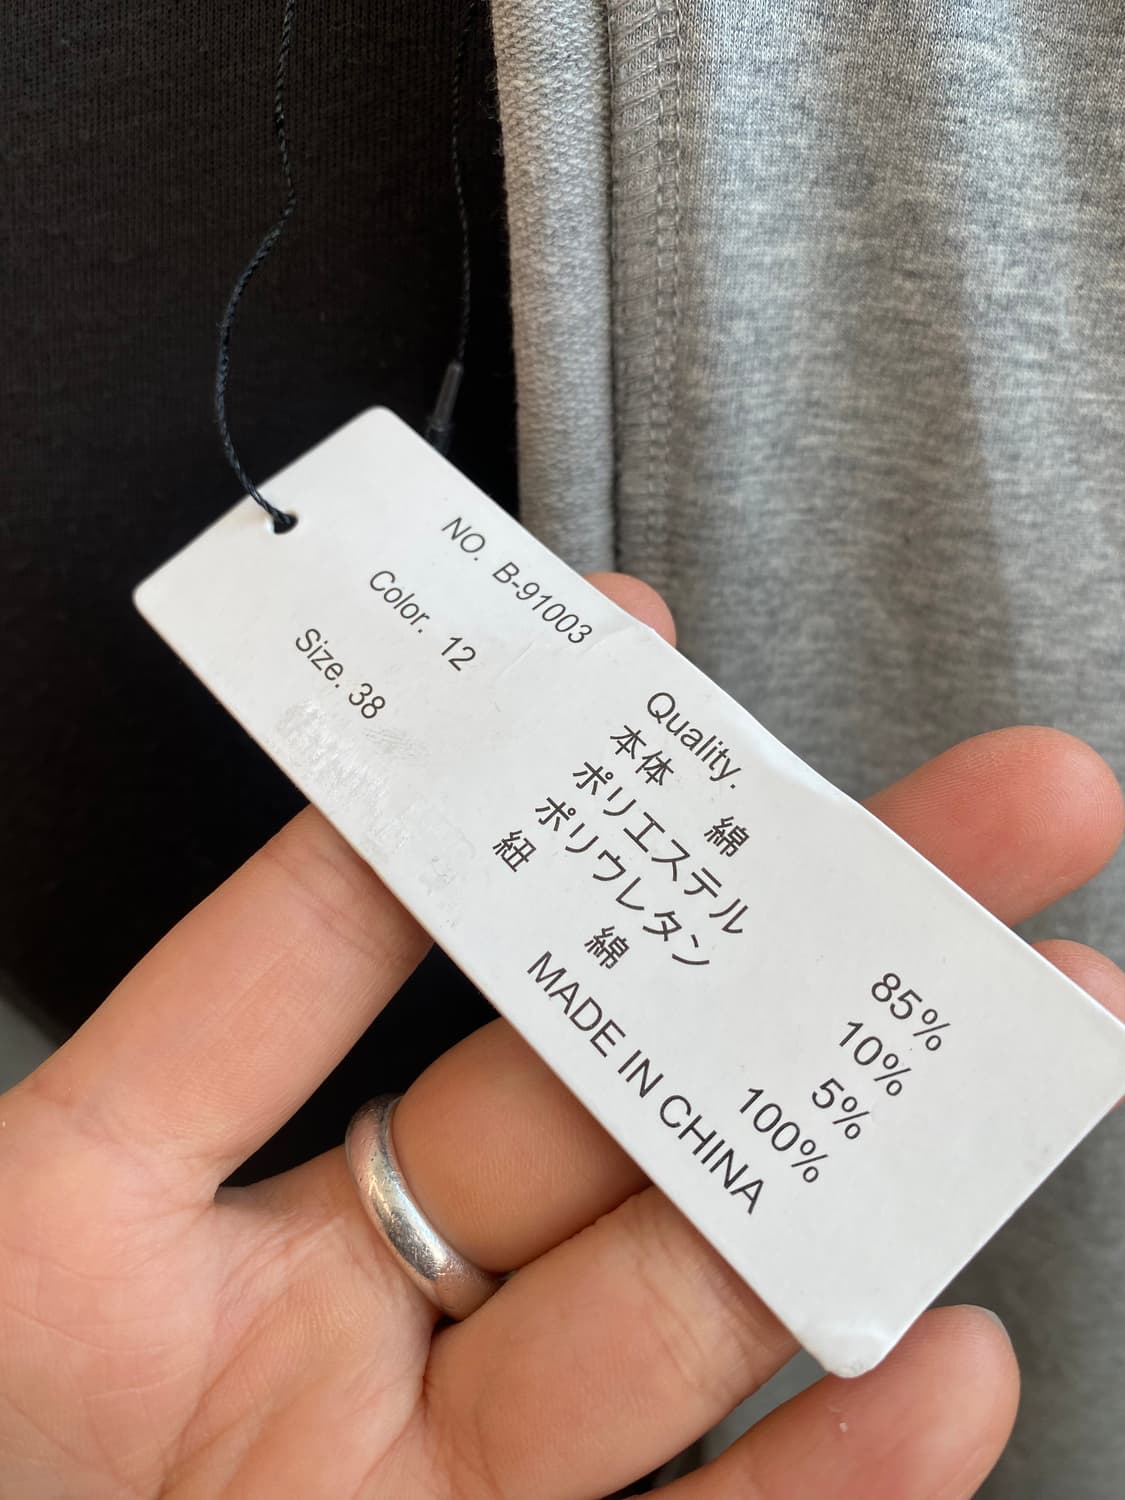 NO. B-91003
Color. 12
Size. 38
Quality.
本体 綿 85%
ポリエステル 10%
ポリウレタン 5%
紐 綿 100%
MADE IN CHINA